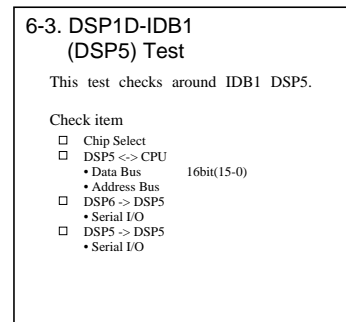 6-3. DSP1D-IDB1
(DSP5) Test
This test checks around IDB1 DSP5.
Check item
□ Chip Select
□ DSP5 <-> CPU
• Data Bus 16bit(15-0)
• Address Bus
□ DSP6 -> DSP5
• Serial I/O
□ DSP5 -> DSP5
• Serial I/O